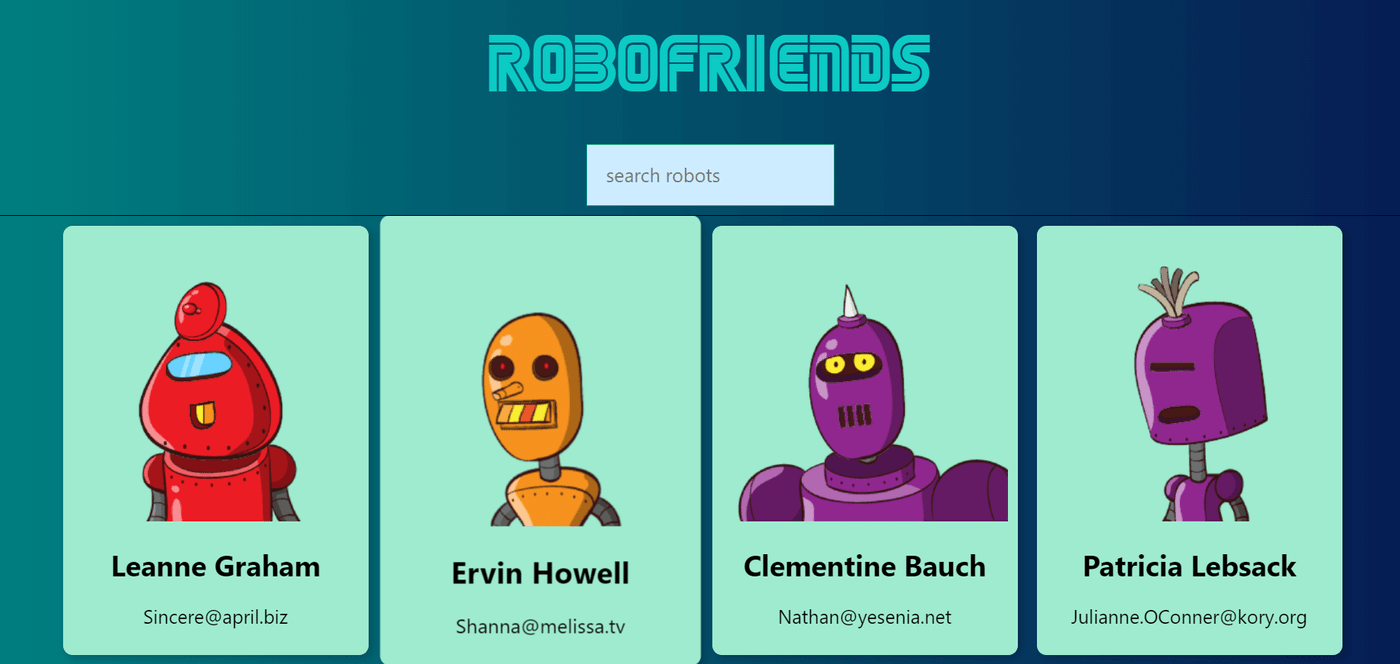 ROBOFRIENDS
search robots
Leanne Graham
Sincere@april.biz
Ervin Howell
Shanna@melissa.tv
Clementine Bauch
Nathan@yesenia.net
Patricia Lebsack
Julianne.OConner@kory.org